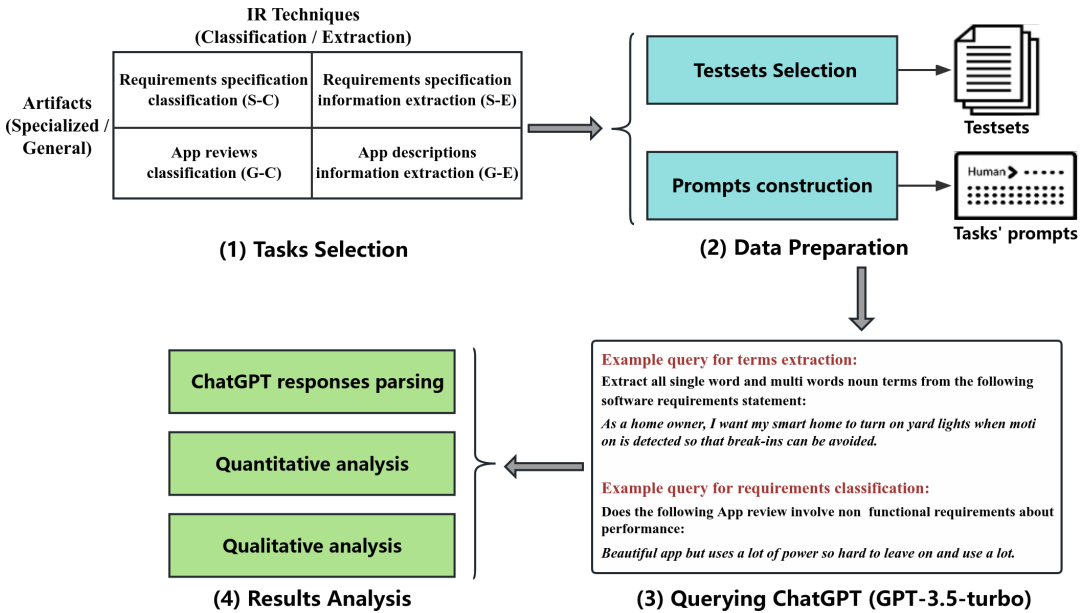 IR Techniques
(Classification / Extraction)
Artifacts
(Specialized /
General)
Requirements specification
classification (S-C)
Requirements specification
information extraction (S-E)
App reviews
classification (G-C)
App descriptions
information extraction (G-E)
(1) Tasks Selection
Testsets Selection
Testsets
Prompts construction
Human
Tasks' prompts
(2) Data Preparation
Example query for terms extraction:
Extract all single word and multi words noun terms from the following
software requirements statement:
As a home owner, I want my smart home to turn on yard lights when moti
on is detected so that break-ins can be avoided.
Example query for requirements classification:
Does the following App review involve non functional requirements about
performance:
Beautiful app but uses a lot of power so hard to leave on and use a lot.
(3) Querying ChatGPT (GPT-3.5-turbo)
ChatGPT responses parsing
Quantitative analysis
Qualitative analysis
(4) Results Analysis